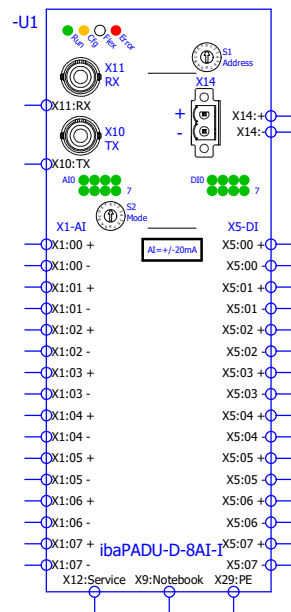 -U1
Run Cfg Flex Error
S1
Address
X11
RX
X14
X11:RX
+
X14:+
-
X14:-
X10
TX
X10:TX
AI0
7
DI0
7
S2
Mode
X1-AI
X5-DI
AI=+/-20mA
X1:00 + X5:00 +
X1:00 - X5:00 -
X1:01 + X5:01 +
X1:01 - X5:01 -
X1:02 + X5:02 +
X1:02 - X5:02 -
X1:03 + X5:03 +
X1:03 - X5:03 -
X1:04 + X5:04 +
X1:04 - X5:04 -
X1:05 + X5:05 +
X1:05 - X5:05 -
X1:06 + X5:06 +
X1:06 - X5:06 -
X1:07 + ibaPADU-D-8AI-I X5:07 +
X1:07 - X5:07 -
X12:Service X9:Notebook X29:PE